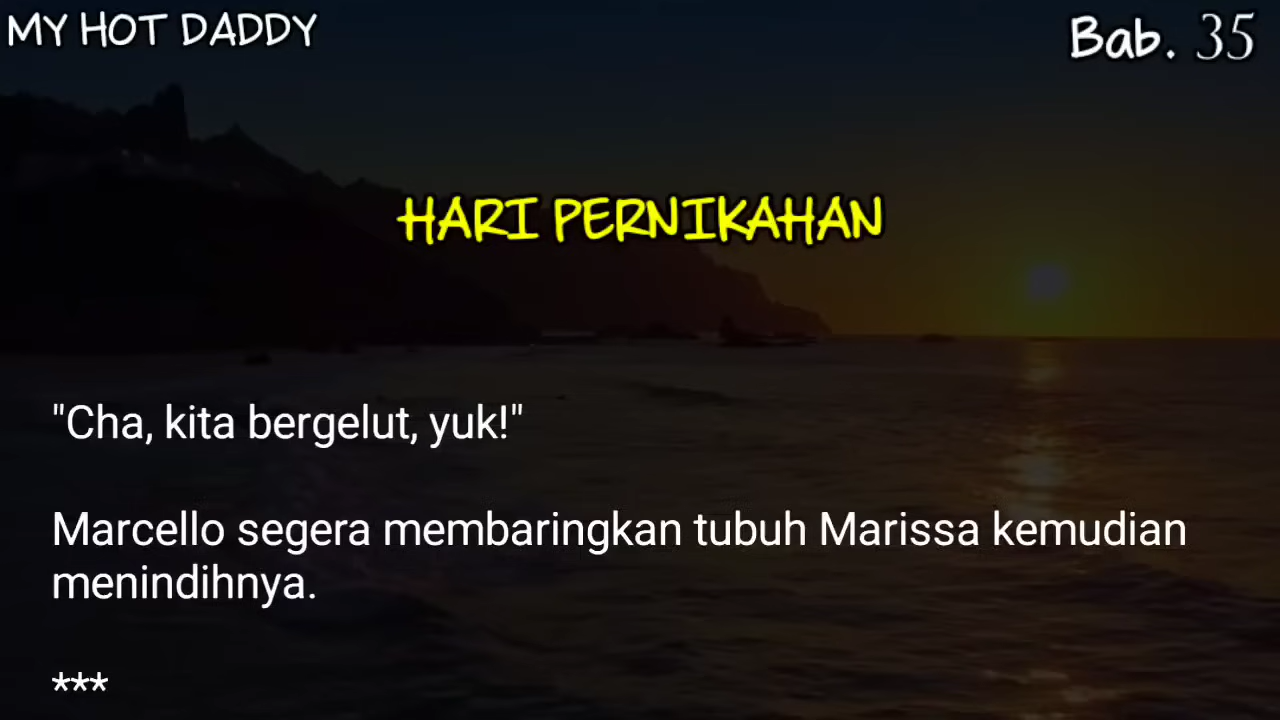 MY HOT DADDY
Bab. 35
HARI PERNIKAHAN
"Cha, kita bergelut, yuk!"
Marcello segera membaringkan tubuh Marissa kemudian
menindihnya.
***